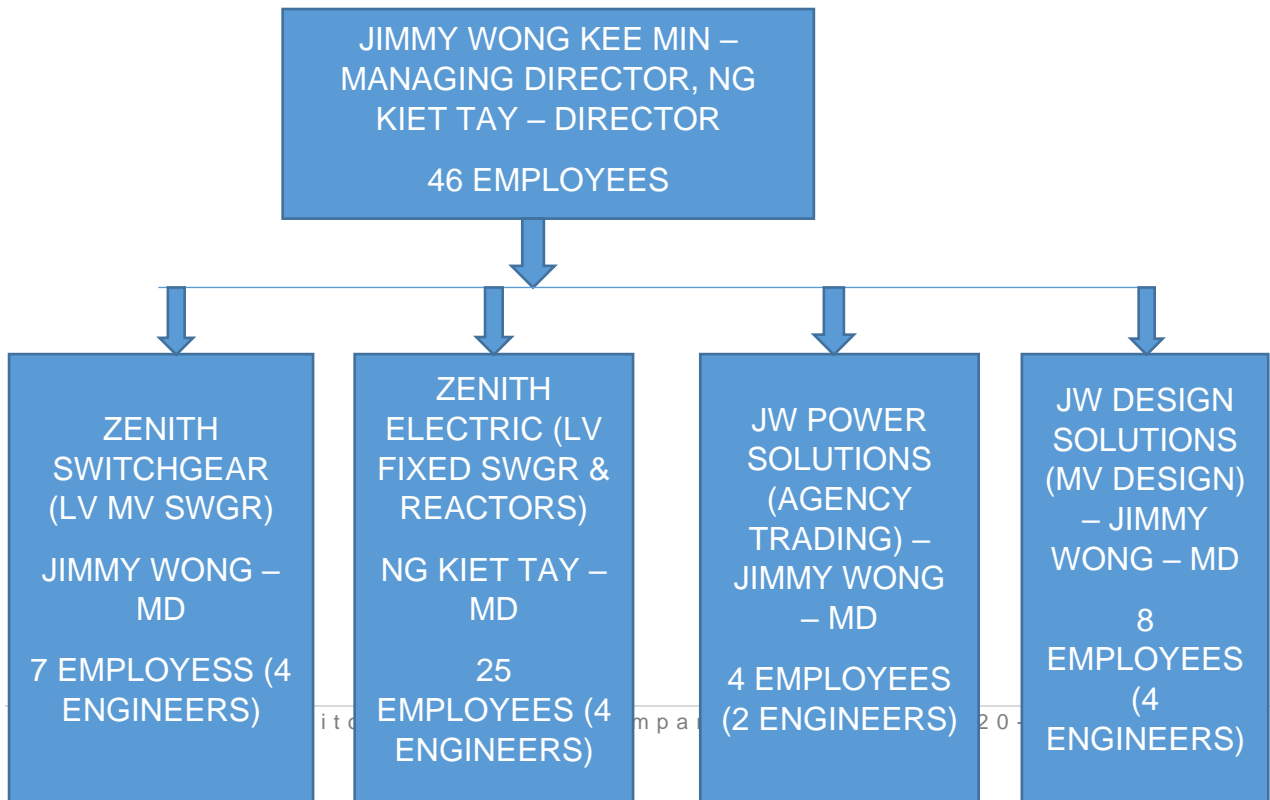 JIMMY WONG KEE MIN –
MANAGING DIRECTOR, NG
KIET TAY – DIRECTOR
46 EMPLOYEES
ZENITH
SWITCHGEAR
(LV MV SWGR)
JIMMY WONG –
MD
7 EMPLOYESS (4
ENGINEERS)
ZENITH
ELECTRIC (LV
FIXED SWGR &
REACTORS)
NG KIET TAY –
MD
25
EMPLOYEES (4
ENGINEERS)
JW POWER
SOLUTIONS
(AGENCY
TRADING) –
JIMMY WONG
– MD
4 EMPLOYEES
(2 ENGINEERS)
JW DESIGN
SOLUTIONS
(MV DESIGN)
– JIMMY
WONG – MD
8
EMPLOYEES
(4
ENGINEERS)